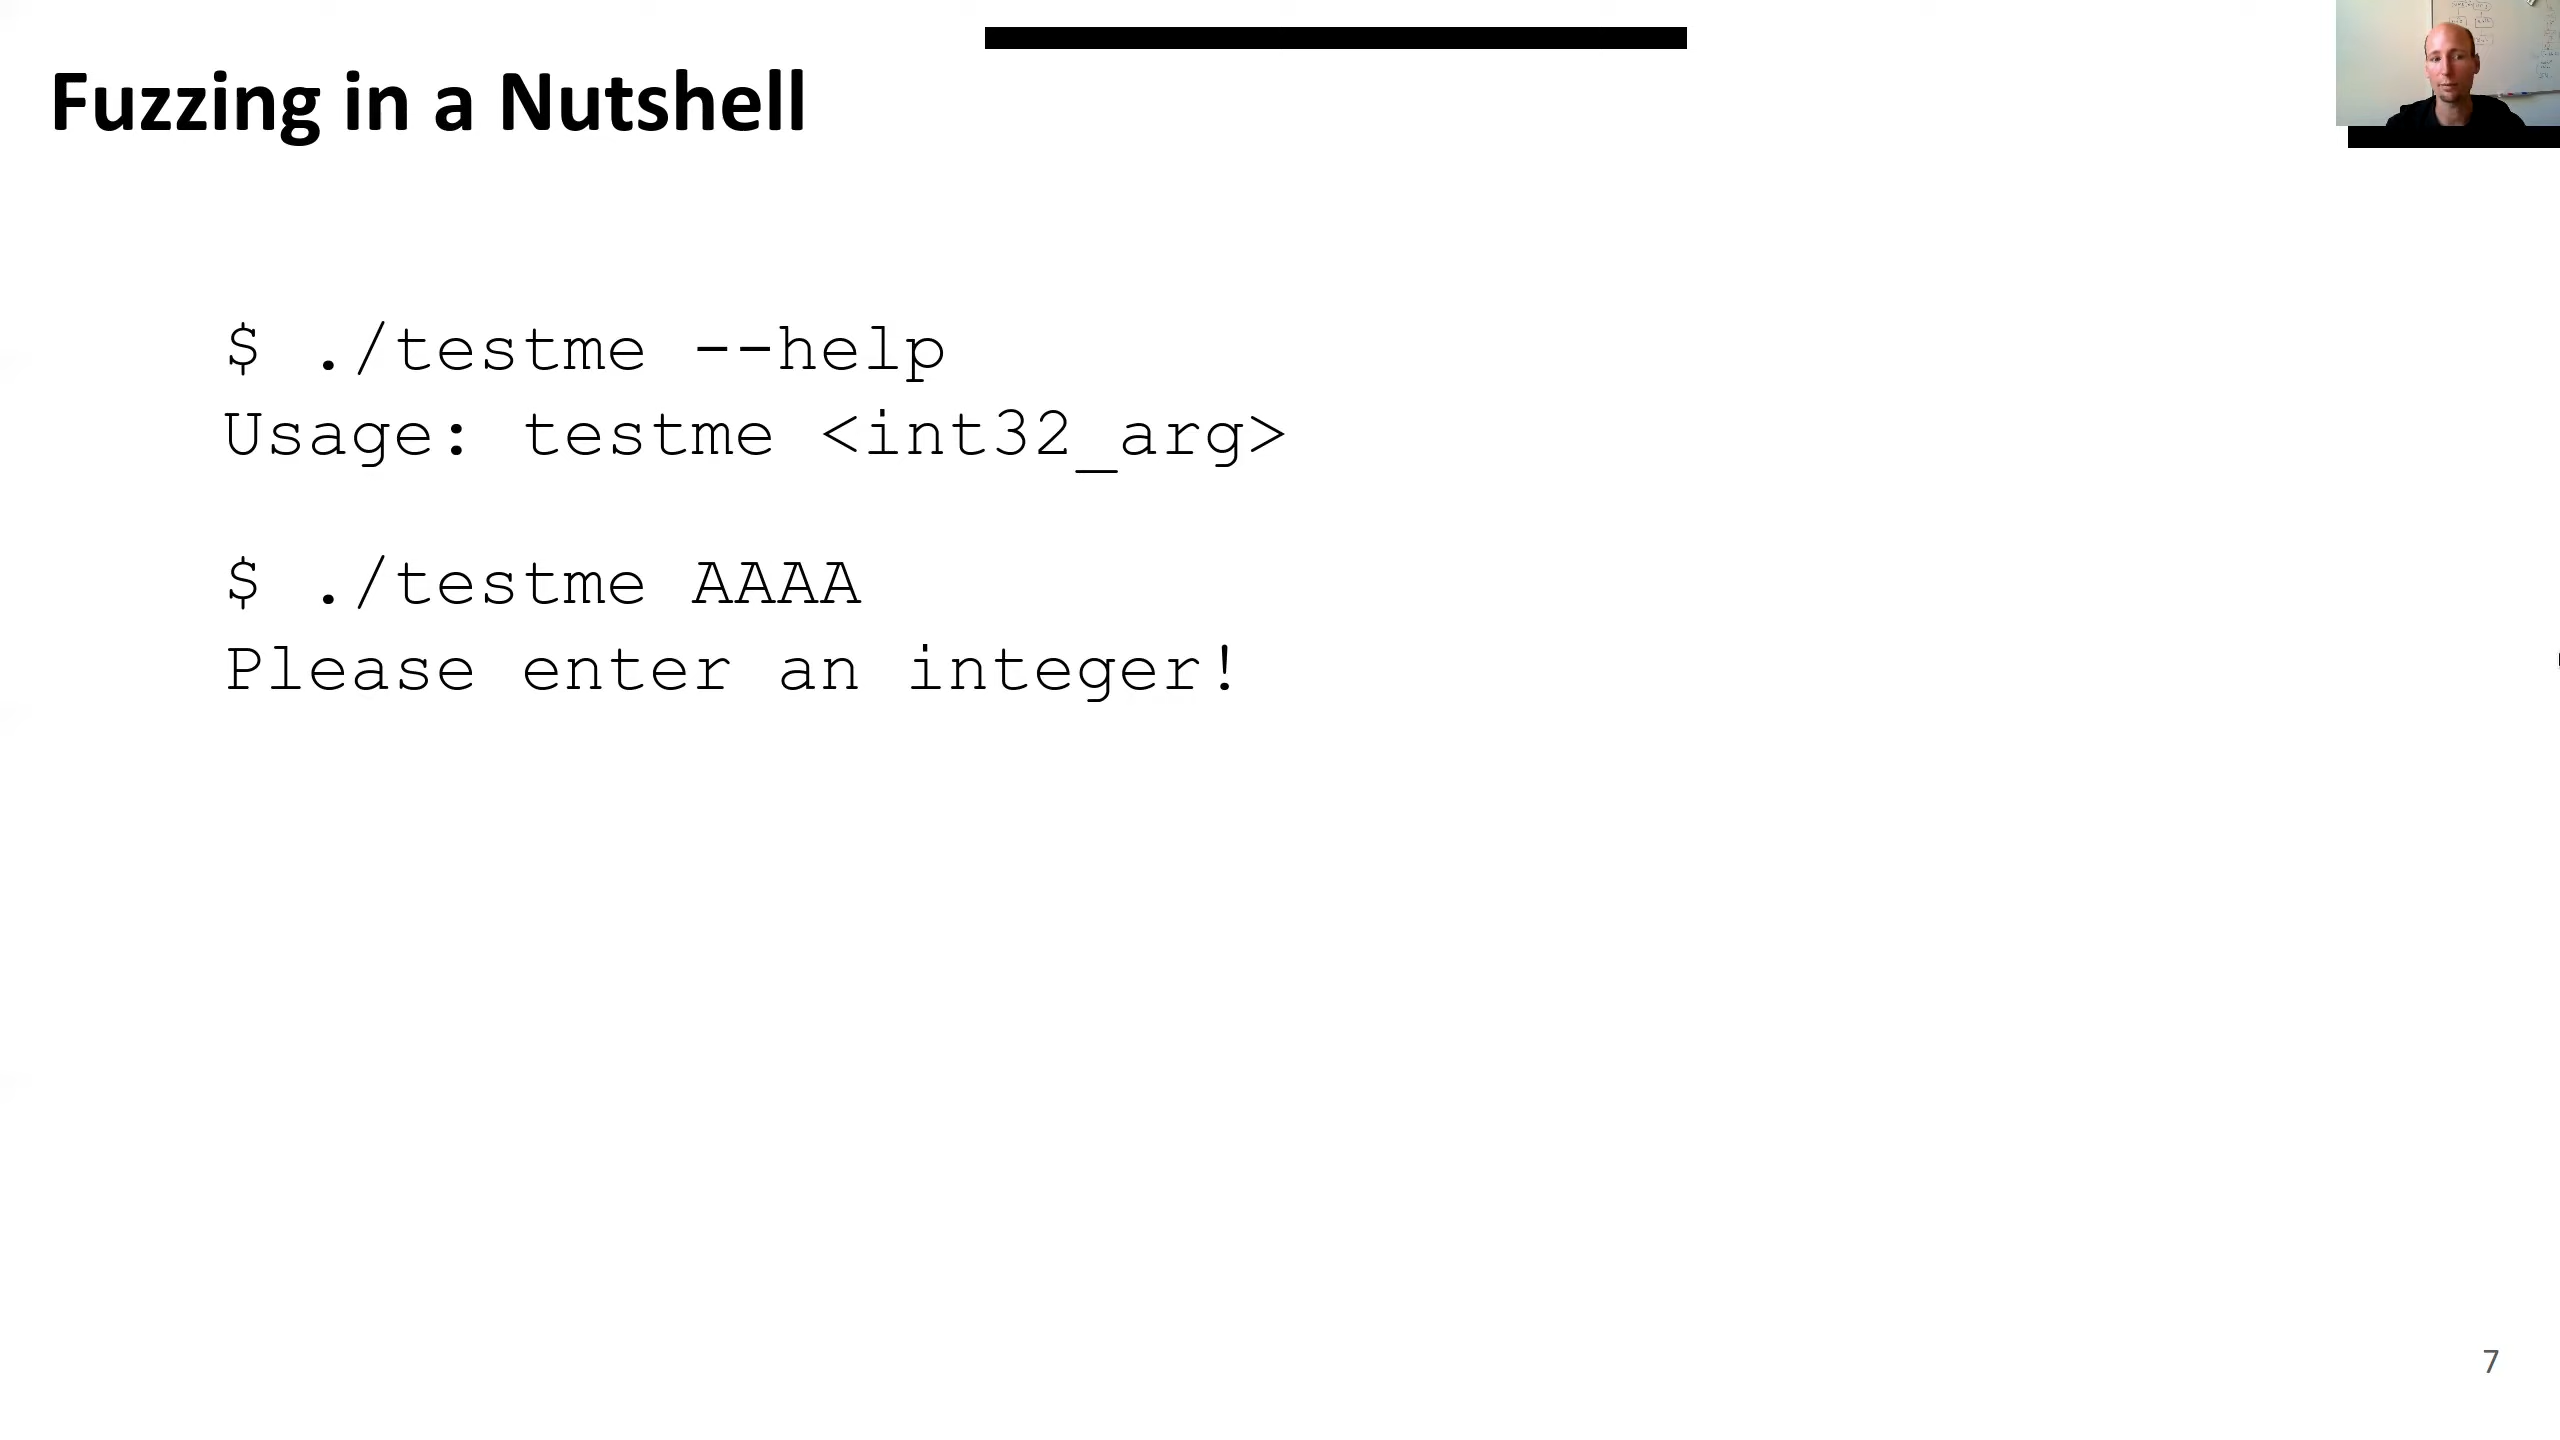 Fuzzing in a Nutshell
$ ./testme --help
Usage: testme <int32_arg>
$ ./testme AAAA
Please enter an integer!
7